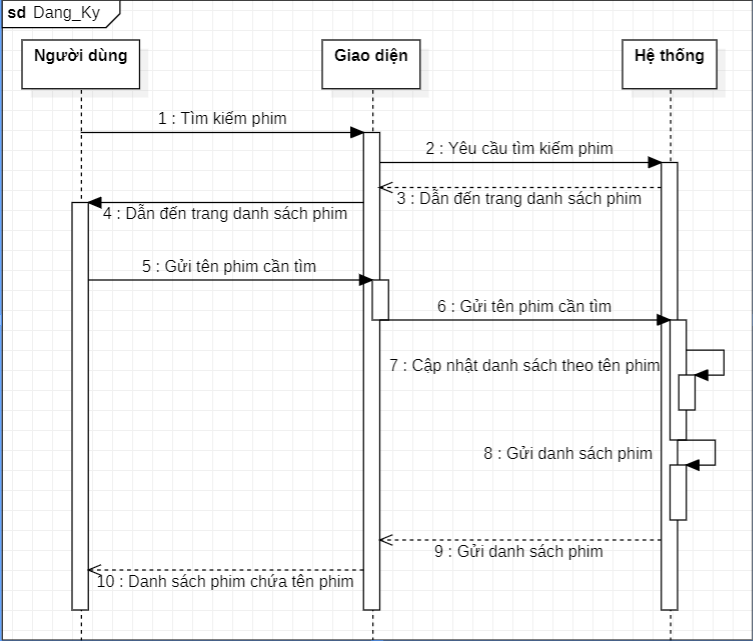 sd Dang_Ky
Người dùng
Giao diện
Hệ thống
1 : Tìm kiếm phim
2 : Yêu cầu tìm kiếm phim
3 : Dẫn đến trang danh sách phim
4 : Dẫn đến trang danh sách phim
5 : Gửi tên phim cần tìm
6 : Gửi tên phim cần tìm
7 : Cập nhật danh sách theo tên phim
8 : Gửi danh sách phim
9 : Gửi danh sách phim
10 : Danh sách phim chứa tên phim